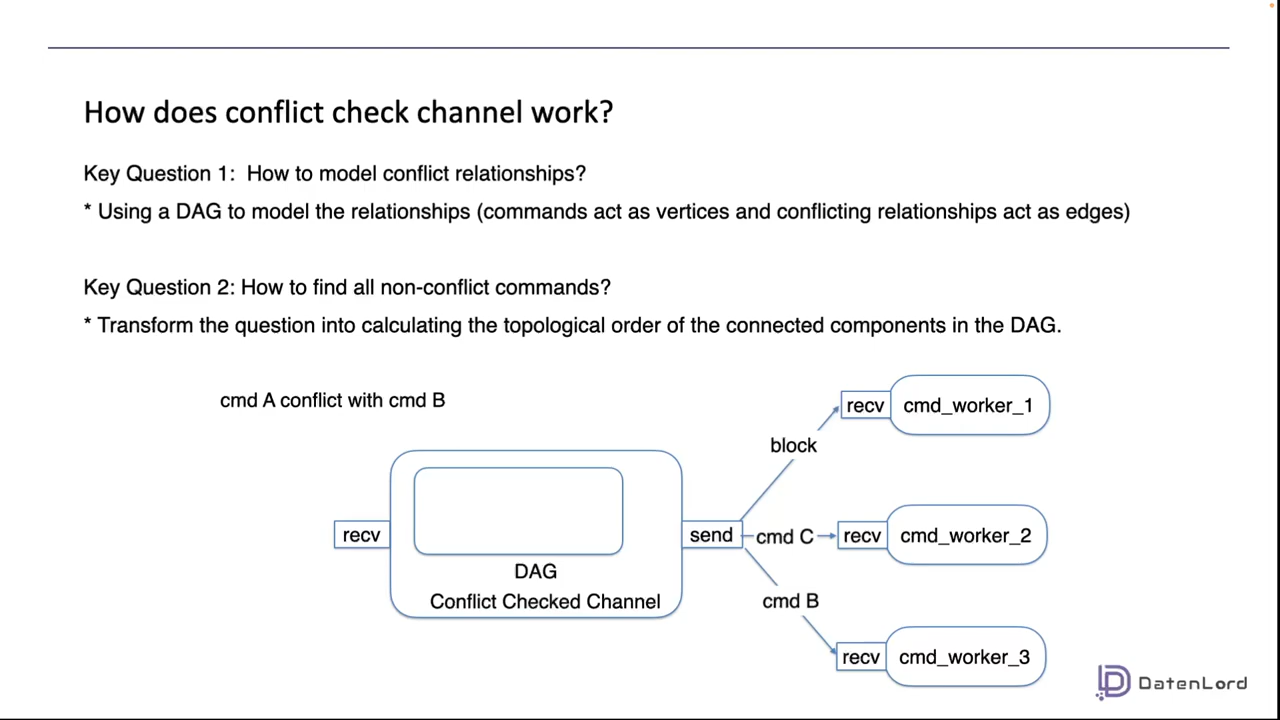 How does conflict check channel work?
Key Question 1:  How to model conflict relationships?
* Using a DAG to model the relationships (commands act as vertices and conflicting relationships act as edges)
Key Question 2: How to find all non-conflict commands?
* Transform the question into calculating the topological order of the connected components in the DAG.
cmd A conflict with cmd B
recv
DAG
Conflict Checked Channel
send
block
recv
cmd_worker_1
cmd C
recv
cmd_worker_2
cmd B
recv
cmd_worker_3
DatenLord